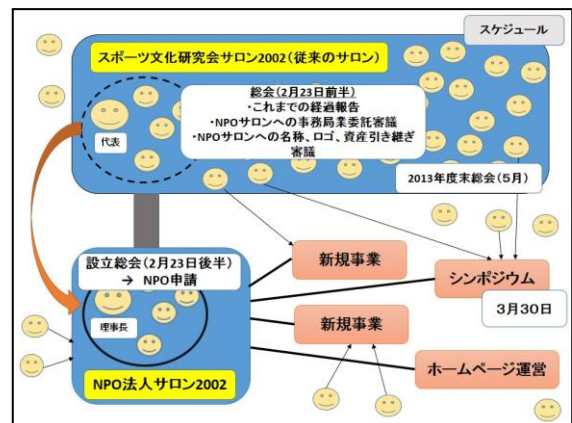 スケジュール
スポーツ文化研究会サロン2002(従来のサロン)
総会(2月23日前半)
・これまでの経過報告
・NPOサロンへの事務局業委託審議
・NPOサロンへの名称、ロゴ、資産引き継ぎ
審議
代表
2013年度末総会(5月)
設立総会(2月23日後半)
→ NPO申請
理事長
NPO法人サロン2002
新規事業
シンポジウム
3月30日
新規事業
ホームページ運営